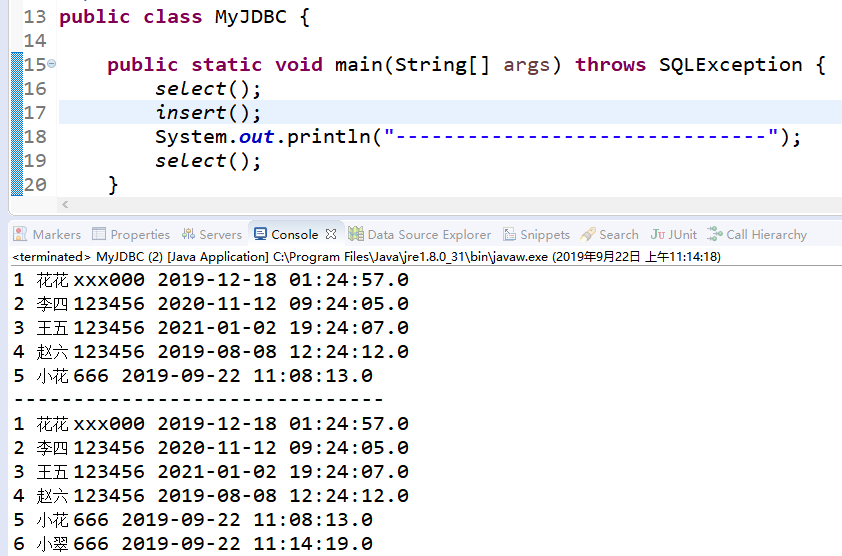 13 public class MyJDBC {
14
15 public static void main(String[] args) throws SQLException {
16 select();
17 insert();
18 System.out.println("-------------------------------");
19 select();
20 }
Markers Properties Servers Console Data Source Explorer Snippets Search JUnit Call Hierarchy
<terminated> MyJDBC (2) [Java Application] C:\Program Files\Java\jre1.8.0_31\bin\javaw.exe (2019年9月22日 上午11:14:18)
1 花花 xxx000 2019-12-18 01:24:57.0
2 李四 123456 2020-11-12 09:24:05.0
3 王五 123456 2021-01-02 19:24:07.0
4 赵六 123456 2019-08-08 12:24:12.0
5 小花 666 2019-09-22 11:08:13.0
-------------------------------
1 花花 xxx000 2019-12-18 01:24:57.0
2 李四 123456 2020-11-12 09:24:05.0
3 王五 123456 2021-01-02 19:24:07.0
4 赵六 123456 2019-08-08 12:24:12.0
5 小花 666 2019-09-22 11:08:13.0
6 小翠 666 2019-09-22 11:14:19.0